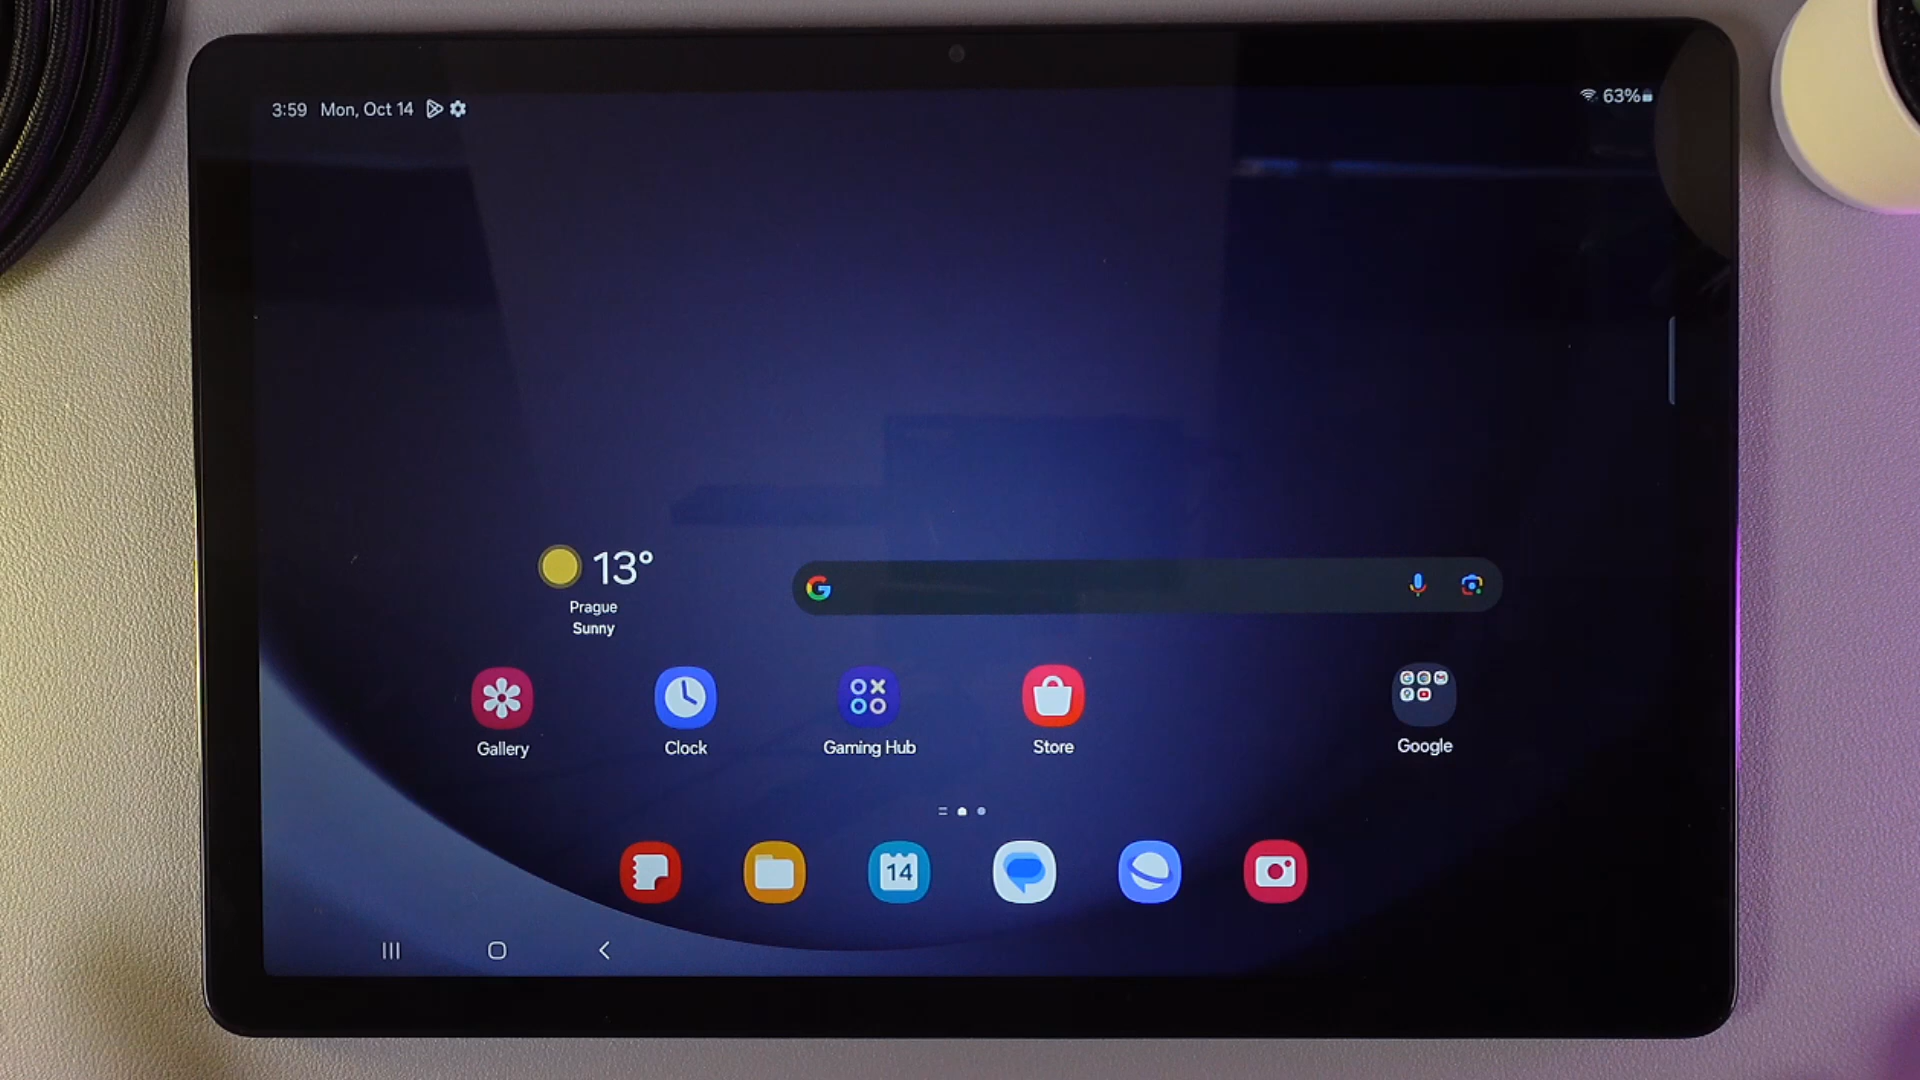 3:59 Mon, Oct 14
63%
13°
Prague
Sunny
G
Gallery
Clock
Gaming Hub
Store
Google
14